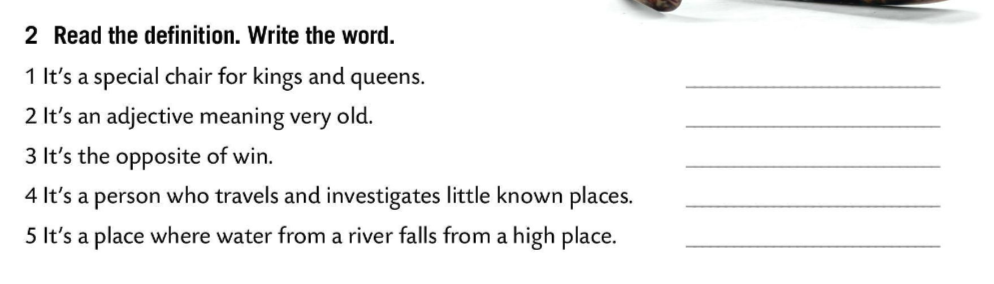 2 Read the definition. Write the word.
1 It's a special chair for kings and queens.
2 It's an adjective meaning very old.
3 It's the opposite of win.
4 It's a person who travels and investigates little known places.
5 It's a place where water from a river falls from a high place.